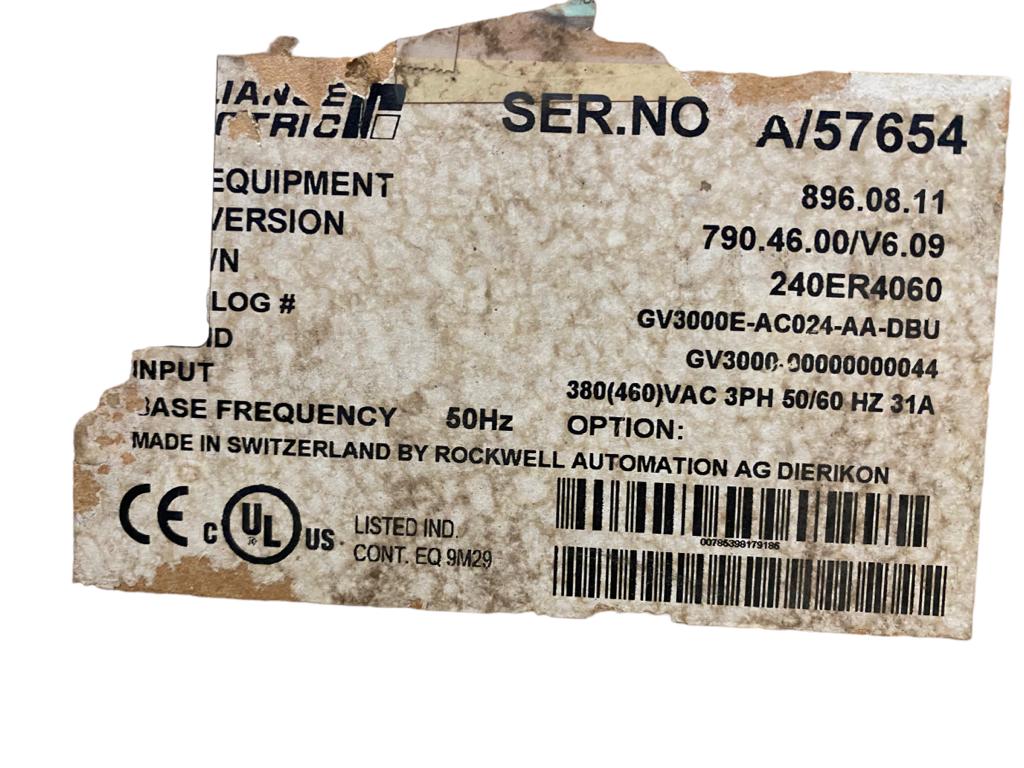 LIANCE
CTRIC
SER.NO A/57654
EQUIPMENT 896.08.11
VERSION 790.46.00/V6.09
/N 240ER4060
LOG # GV3000E-AC024-AA-DBU
ID GV3000-00000000044
INPUT 380(460)VAC 3PH 50/60 HZ 31A
BASE FREQUENCY 50Hz OPTION:
MADE IN SWITZERLAND BY ROCKWELL AUTOMATION AG DIERIKON
CE C UL US LISTED IND.
CONT. EQ 9M29
00785398179186